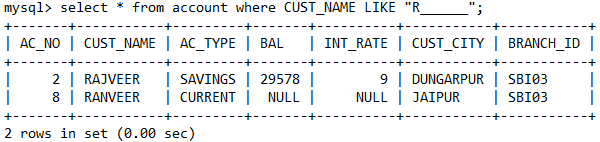 mysql> select * from account where CUST_NAME LIKE "R______";
+-------+-----------+---------+-------+----------+-----------+-----------+
| AC_NO | CUST_NAME | AC_TYPE | BAL   | INT_RATE | CUST_CITY | BRANCH_ID |
+-------+-----------+---------+-------+----------+-----------+-----------+
|     2 | RAJVEER   | SAVINGS | 29578 |        9 | DUNGARPUR | SBI03     |
|     8 | RANVEER   | CURRENT |  NULL |     NULL | JAIPUR    | SBI03     |
+-------+-----------+---------+-------+----------+-----------+-----------+
2 rows in set (0.00 sec)